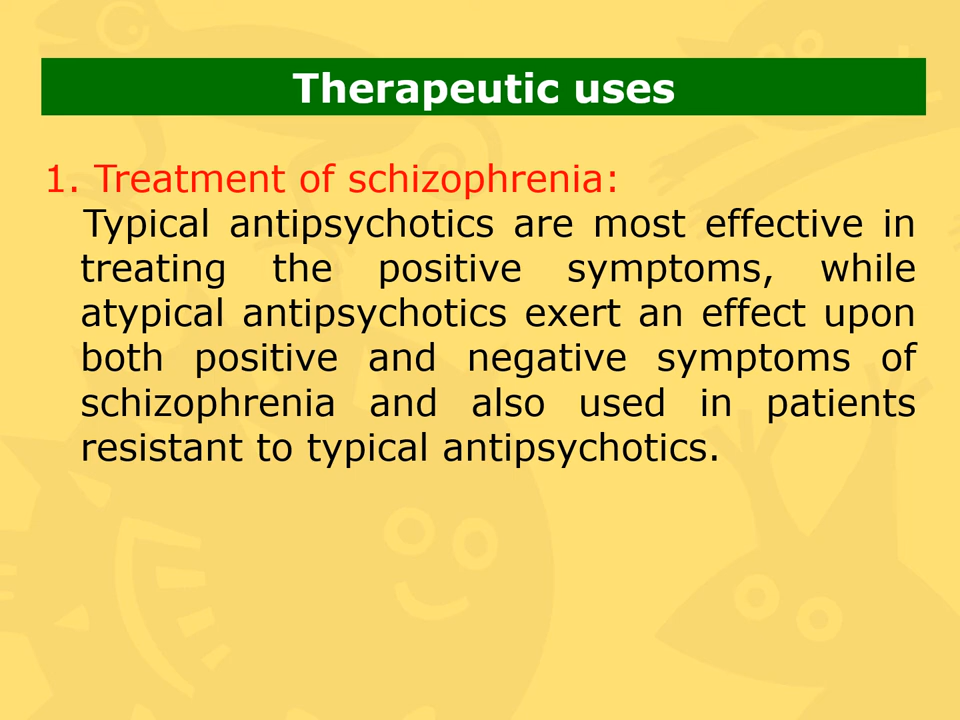 Therapeutic uses
1. Treatment of schizophrenia:
Typical antipsychotics are most effective in
treating the positive symptoms, while
atypical antipsychotics exert an effect upon
both positive and negative symptoms of
schizophrenia and also used in patients
resistant to typical antipsychotics.